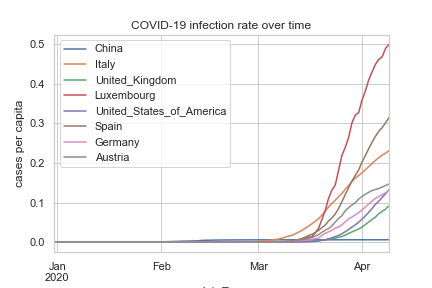 COVID-19 infection rate over time
cases per capita
0.5
0.4
0.3
0.2
0.1
0.0
China
Italy
United_Kingdom
Luxembourg
United_States_of_America
Spain
Germany
Austria
Jan
2020
Feb
Mar
Apr